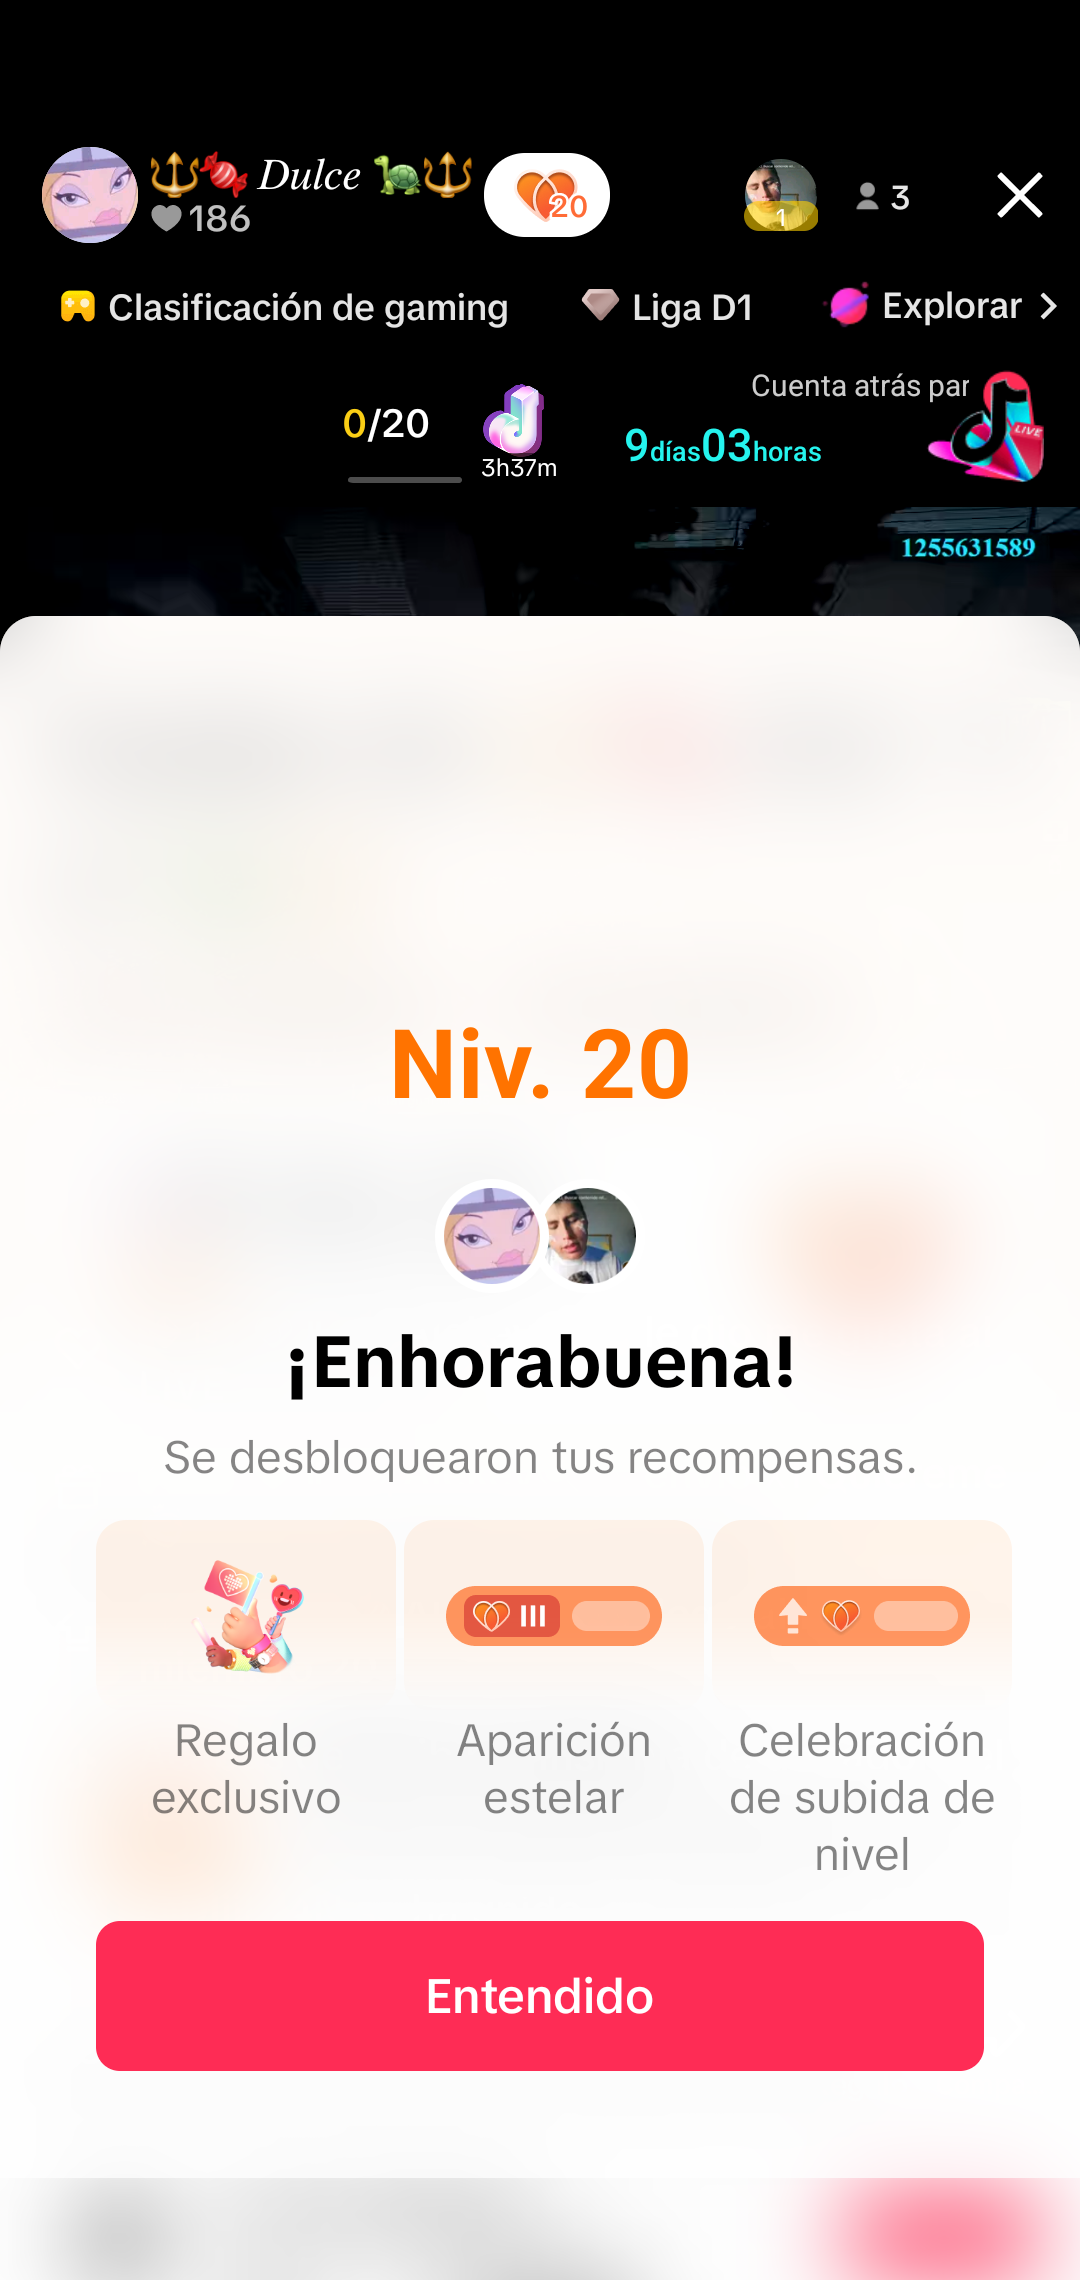 🔱🍬 Dulce 🐢🔱
186
20
1
3
Clasificación de gaming
Liga D1
Explorar
0/20
3h37m
Cuenta atrás par
9días03horas
LIVE
1255631589
Niv. 20
¡Enhorabuena!
Se desbloquearon tus recompensas.
III
Regalo
exclusivo
Aparición
estelar
Celebración
de subida de
nivel
Entendido